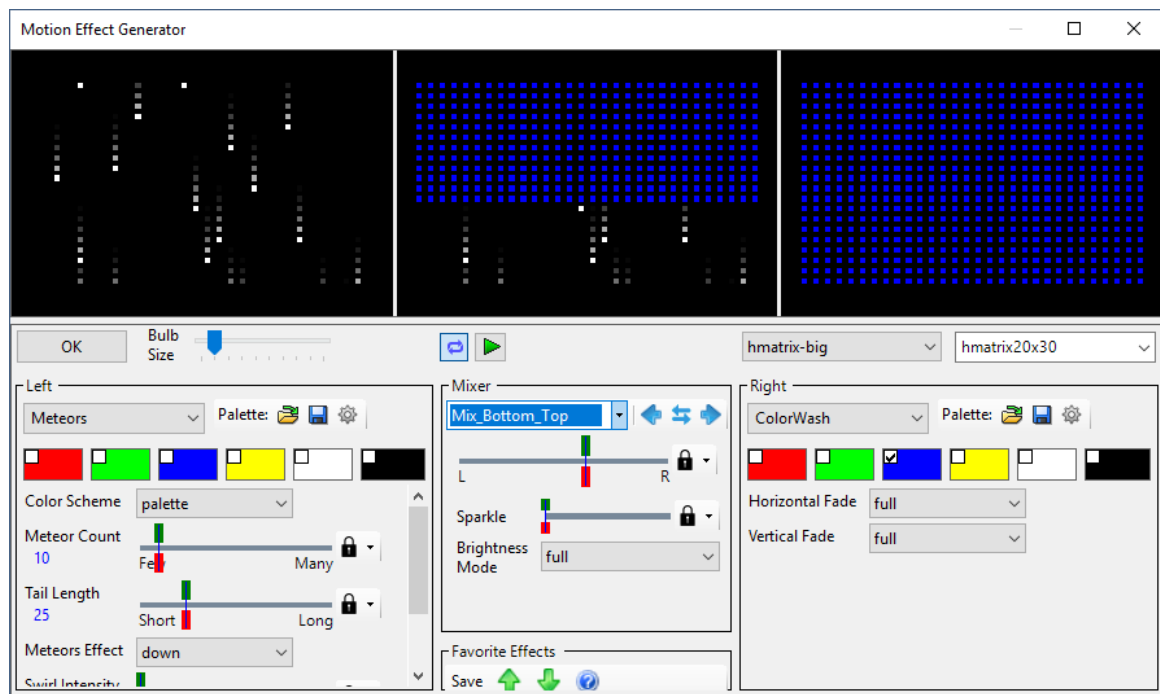 Motion Effect Generator
OK
Bulb Size
hmatrix-big
hmatrix20x30
Left
Meteors
Palette:
Color Scheme
palette
Meteor Count
10
Few
Many
Tail Length
25
Short
Long
Meteors Effect
down
Swirl Intensity
Mixer
Mix_Bottom_Top
L
R
Sparkle
Brightness Mode
full
Favorite Effects
Save
Right
ColorWash
Palette:
Horizontal Fade
full
Vertical Fade
full